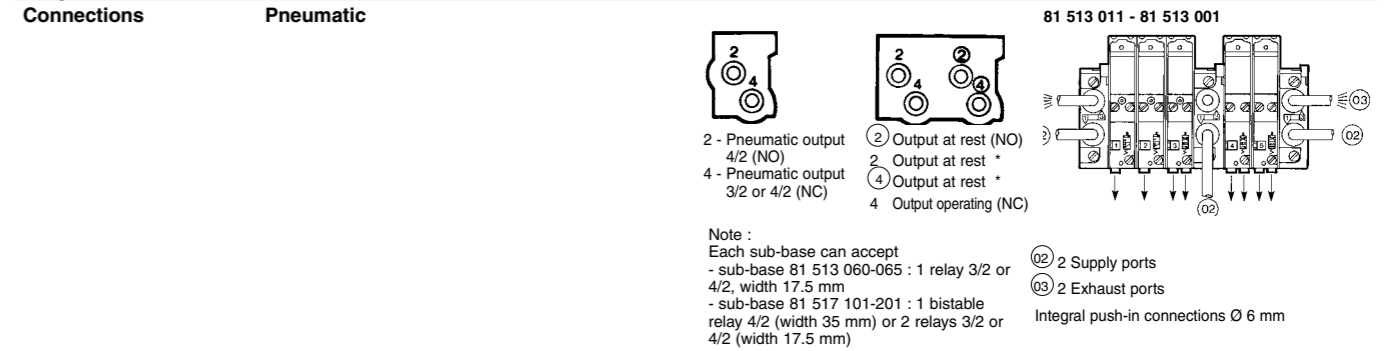 Connections
Pneumatic
2
4
2
4
2
4
2 - Pneumatic output
4/2 (NO)
4 - Pneumatic output
3/2 or 4/2 (NC)
2 Output at rest (NO)
2 Output at rest *
4 Output at rest *
4 Output operating (NC)
Note :
Each sub-base can accept
- sub-base 81 513 060-065 : 1 relay 3/2 or
4/2, width 17.5 mm
- sub-base 81 517 101-201 : 1 bistable
relay 4/2 (width 35 mm) or 2 relays 3/2 or
4/2 (width 17.5 mm)
81 513 011 - 81 513 001
03
02
1
2
3
4
5
02
02 2 Supply ports
03 2 Exhaust ports
Integral push-in connections Ø 6 mm